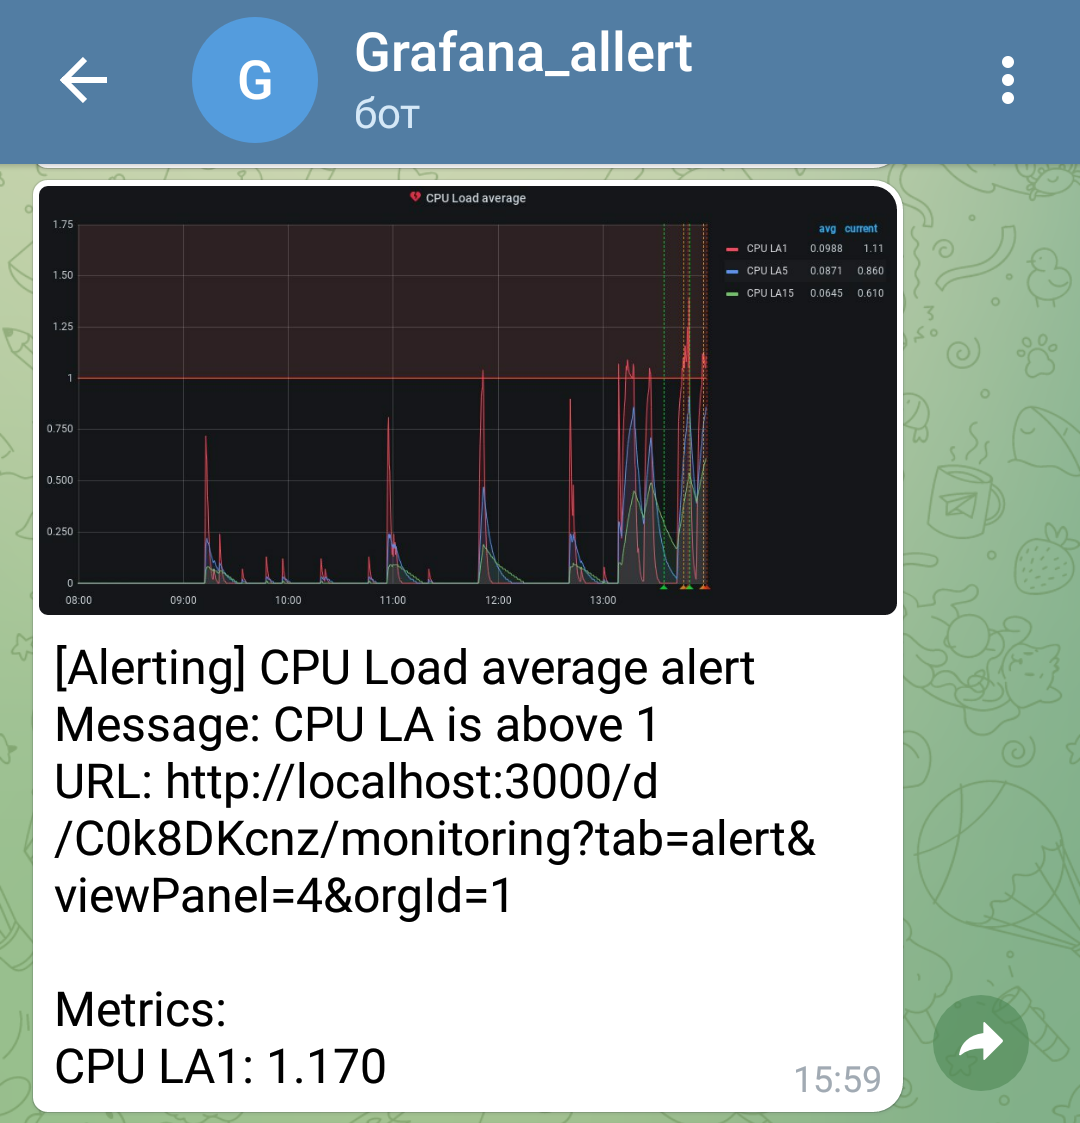 G
Grafana_allert
бот
CPU Load average
1.75
1.50
1.25
1
0.750
0.500
0.250
0
08:00 09:00 10:00 11:00 12:00 13:00
avg current
CPU LA1 0.0988 1.11
CPU LA5 0.0871 0.860
CPU LA15 0.0645 0.610
[Alerting] CPU Load average alert
Message: CPU LA is above 1
URL: http://localhost:3000/d
/C0k8DKcnz/monitoring?tab=alert&
viewPanel=4&orgId=1
Metrics:
CPU LA1: 1.170
15:59